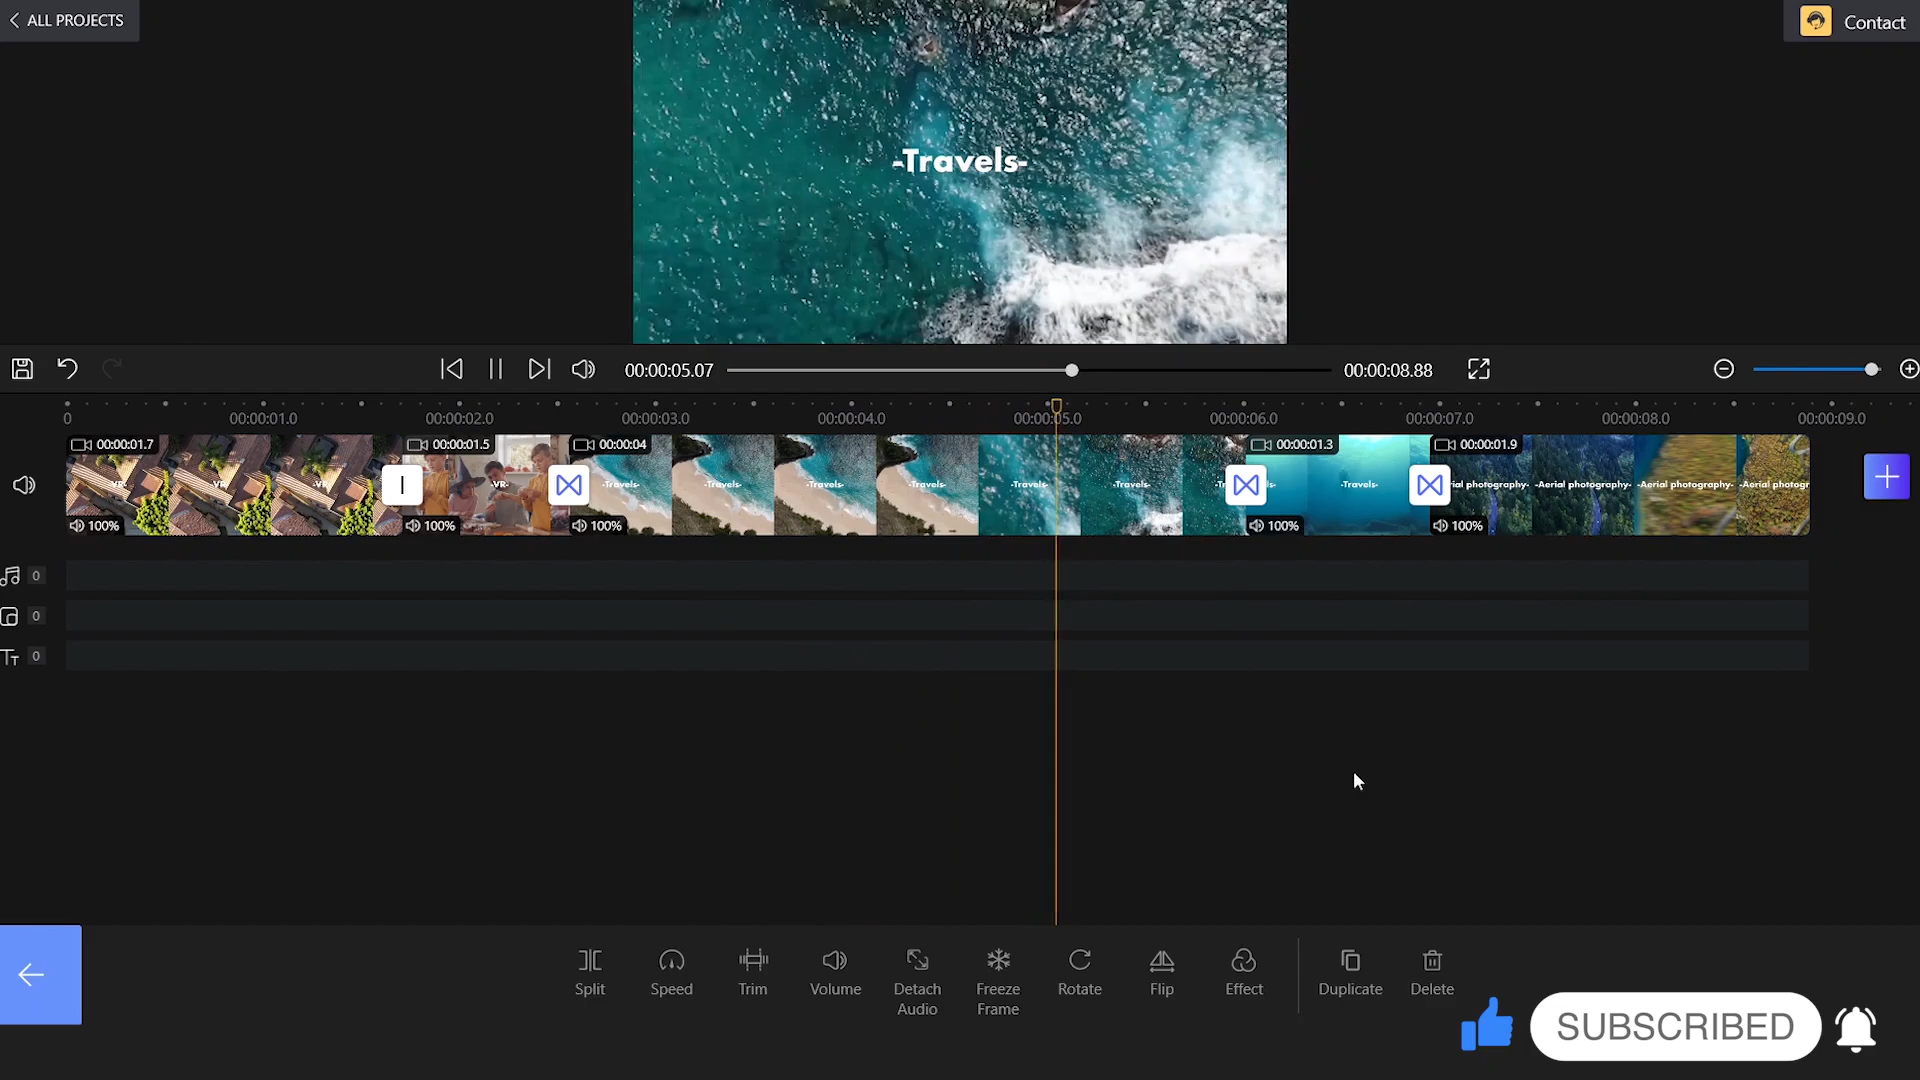 ALL PROJECTS
Contact
-Travels-
00:00:05.07
00:00:08.88
0
00:00:01.0
00:00:02.0
00:00:03.0
00:00:04.0
00:00:05.0
00:00:06.0
00:00:07.0
00:00:08.0
00:00:09.0
00:00:01.7
00:00:01.5
00:00:04
00:00:01.3
00:00:01.9
-VR-
-VR-
-VR-
-VR-
-Travels-
-Travels-
-Travels-
-Travels-
-Travels-
-Travels-
-Travels-
ial photography-
-Aerial photography-
-Aerial photography-
-Aerial photogr
100%
100%
100%
100%
100%
0
0
TT 0
Split
Speed
Trim
Volume
Detach
Audio
Freeze
Frame
Rotate
Flip
Effect
Duplicate
Delete
SUBSCRIBED